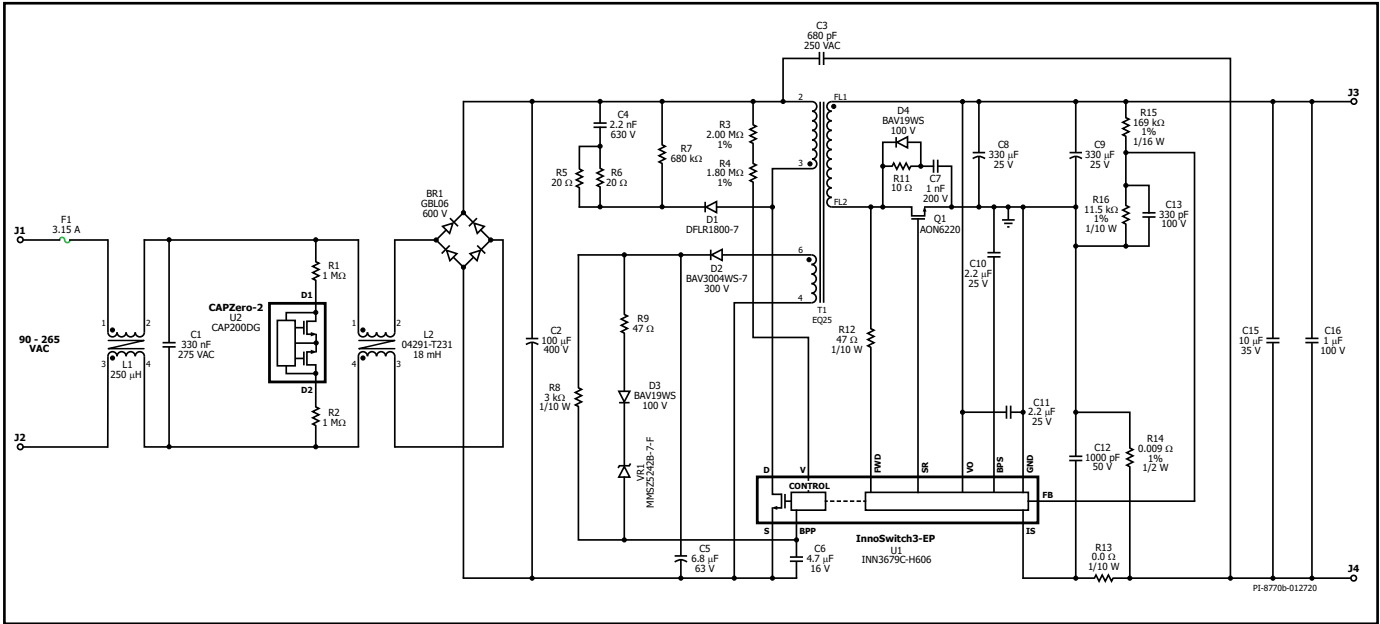 C3
680 pF
250 VAC
2
FL1
J3
C4
2.2 nF
630 V
R3
2.00 MΩ
1%
D4
BAV19WS
100 V
R15
169 kΩ
1%
1/16 W
R7
680 kΩ
C8
330 µF
25 V
C9
330 µF
25 V
R5
20 Ω
R6
20 Ω
R4
1.80 MΩ
1%
3
R11
10 Ω
C7
1 nF
200 V
BR1
GBL06
600 V
FL2
R16
11.5 kΩ
1%
1/10 W
C13
330 pF
100 V
D1
DFLR1800-7
Q1
AON6220
J1
F1
3.15 A
6
D2
BAV3004WS-7
300 V
C10
2.2 µF
25 V
R1
1 MΩ
D1
4
T1
EQ25
CAPZero-2
U2
CAP200DG
R9
47 Ω
1
2
1
2
R12
47 Ω
1/10 W
90 - 265
VAC
C1
330 nF
275 VAC
L2
04291-T231
18 mH
C2
100 µF
400 V
C15
10 µF
35 V
C16
1 µF
100 V
3
L1
4
250 µH
4
3
D2
R8
3 kΩ
1/10 W
D3
BAV19WS
100 V
R2
1 MΩ
C11
2.2 µF
25 V
J2
VR1
MMSZ5242B-7-F
R14
0.009 Ω
1%
1/2 W
C12
1000 pF
50 V
D
V
FWD
SR
VO
BPS
GND
CONTROL
FB
S
BPP
InnoSwitch3-EP
IS
U1
INN3679C-H606
C5
6.8 µF
63 V
C6
4.7 µF
16 V
R13
0.0 Ω
1/10 W
J4
PI-8770b-012720